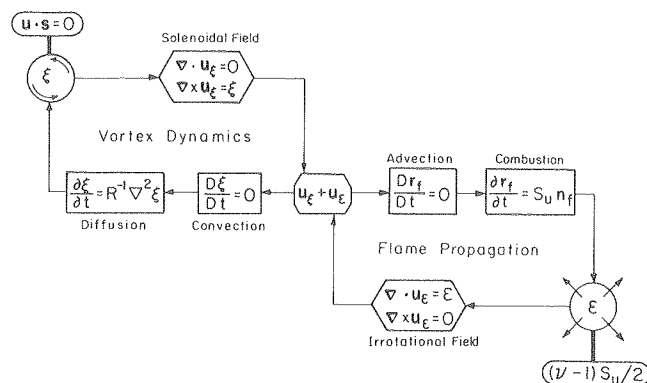 u · s = 0
ξ
Solenoidal Field
∇ · u_ξ = 0
∇ x u_ξ = ξ
Vortex Dynamics
∂ξ/∂t = R⁻¹ ∇² ξ
Diffusion
Dξ/Dt = 0
Convection
u_ξ + u_ε
Advection
Dr_f/Dt = 0
Combustion
∂r_f/∂t = S_u n_f
Flame Propagation
∇ · u_ε = ε
∇ x u_ε = 0
Irrotational Field
ε
(ν − 1) S_u/2